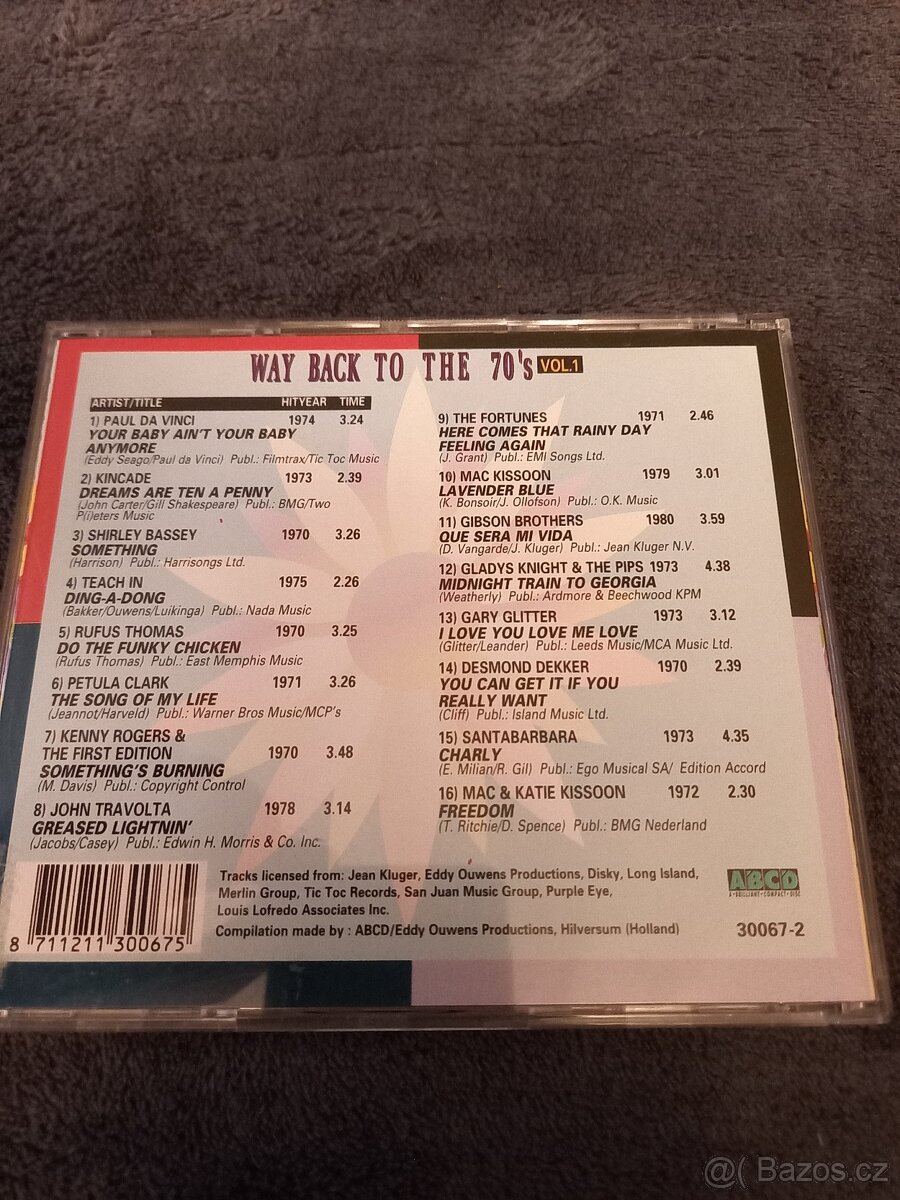 WAY BACK TO THE 70's VOL.1
ARTIST/TITLE HITYEAR TIME
1) PAUL DA VINCI 1974 3.24
YOUR BABY AIN'T YOUR BABY
ANYMORE
(Eddy Seago/Paul da Vinci) Publ.: Filmtrax/Tic Toc Music
2) KINCADE 1973 2.39
DREAMS ARE TEN A PENNY
(John Carter/Gill Shakespeare) Publ.: BMG/Two
P(i)eters Music
3) SHIRLEY BASSEY 1970 3.26
SOMETHING
(Harrison) Publ.: Harrisongs Ltd.
4) TEACH IN 1975 2.26
DING-A-DONG
(Bakker/Ouwens/Luikinga) Publ.: Nada Music
5) RUFUS THOMAS 1970 3.25
DO THE FUNKY CHICKEN
(Rufus Thomas) Publ.: East Memphis Music
6) PETULA CLARK 1971 3.26
THE SONG OF MY LIFE
(Jeannot/Harveld) Publ.: Warner Bros Music/MCP's
7) KENNY ROGERS &
THE FIRST EDITION 1970 3.48
SOMETHING'S BURNING
(M. Davis) Publ.: Copyright Control
8) JOHN TRAVOLTA 1978 3.14
GREASED LIGHTNIN'
(Jacobs/Casey) Publ.: Edwin H. Morris & Co. Inc.
9) THE FORTUNES 1971 2.46
HERE COMES THAT RAINY DAY
FEELING AGAIN
(J. Grant) Publ.: EMI Songs Ltd.
10) MAC KISSOON 1979 3.01
LAVENDER BLUE
(K. Bonsoir/J. Ollofson) Publ.: O.K. Music
11) GIBSON BROTHERS 1980 3.59
QUE SERA MI VIDA
(D. Vangarde/J. Kluger) Publ.: Jean Kluger N.V.
12) GLADYS KNIGHT & THE PIPS 1973 4.38
MIDNIGHT TRAIN TO GEORGIA
(Weatherly) Publ.: Ardmore & Beechwood KPM
13) GARY GLITTER 1973 3.12
I LOVE YOU LOVE ME LOVE
(Glitter/Leander) Publ.: Leeds Music/MCA Music Ltd.
14) DESMOND DEKKER 1970 2.39
YOU CAN GET IT IF YOU
REALLY WANT
(Cliff) Publ.: Island Music Ltd.
15) SANTABARBARA 1973 4.35
CHARLY
(E. Milian/R. Gil) Publ.: Ego Musical SA/ Edition Accord
16) MAC & KATIE KISSOON 1972 2.30
FREEDOM
(T. Ritchie/D. Spence) Publ.: BMG Nederland
Tracks licensed from: Jean Kluger, Eddy Ouwens Productions, Disky, Long Island,
Merlin Group, Tic Toc Records, San Juan Music Group, Purple Eye,
Louis Lofredo Associates Inc.
Compilation made by : ABCD/Eddy Ouwens Productions, Hilversum (Holland)
ABCD
A·BRILLIANT·COMPACT·DISC
30067-2
8 711211 300675
@( Bazos.cz